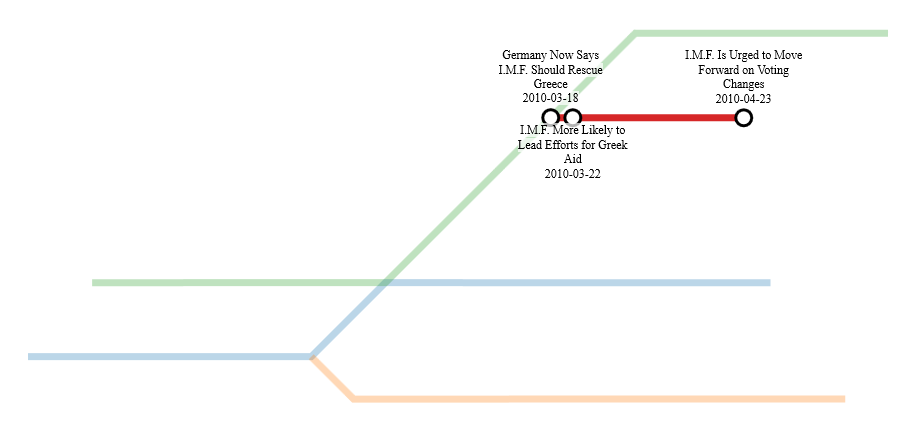 Germany Now Says
I.M.F. Should Rescue
Greece
2010-03-18
I.M.F. Is Urged to Move
Forward on Voting
Changes
2010-04-23
I.M.F. More Likely to
Lead Efforts for Greek
Aid
2010-03-22